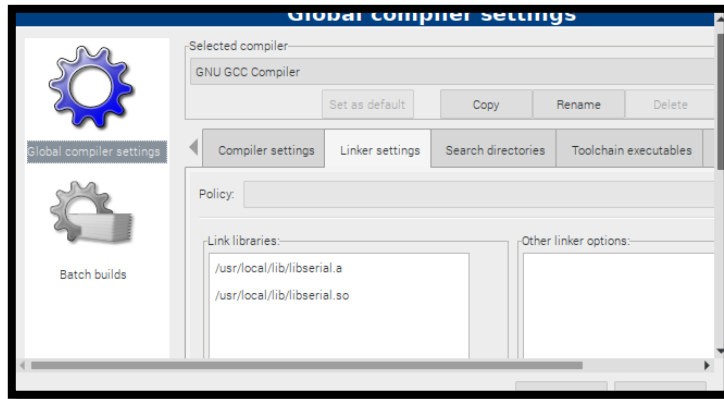 Global compiler settings
Selected compiler
GNU GCC Compiler
Set as default
Copy
Rename
Delete
Global compiler settings
Compiler settings
Linker settings
Search directories
Toolchain executables
Policy:
Batch builds
Link libraries:
/usr/local/lib/libserial.a
/usr/local/lib/libserial.so
Other linker options: